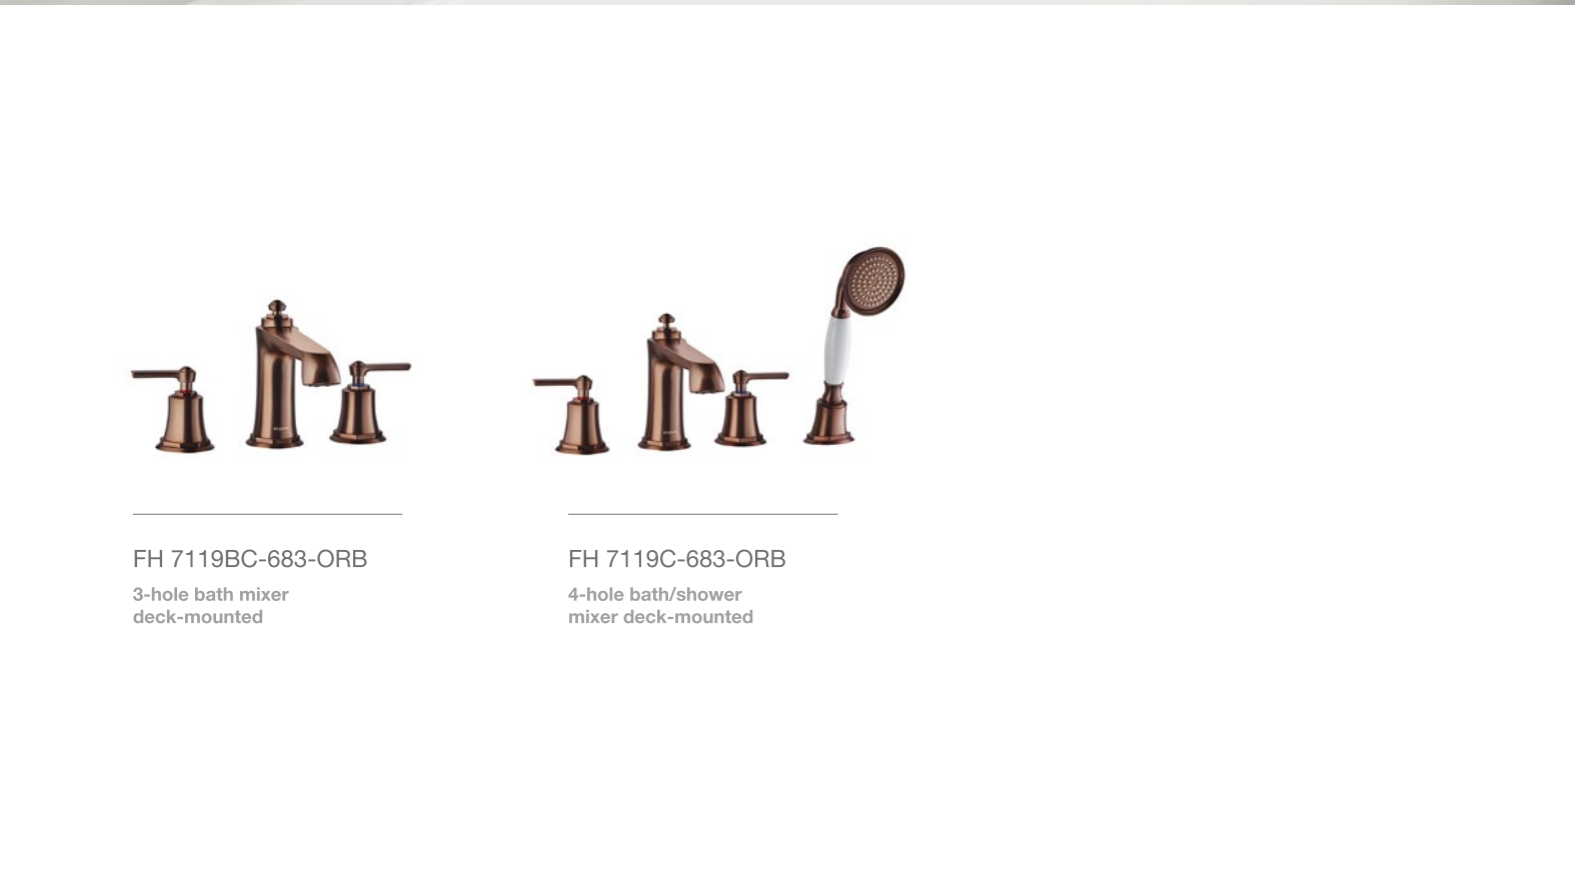 FH 7119BC-683-ORB
3-hole bath mixer
deck-mounted
FH 7119C-683-ORB
4-hole bath/shower
mixer deck-mounted